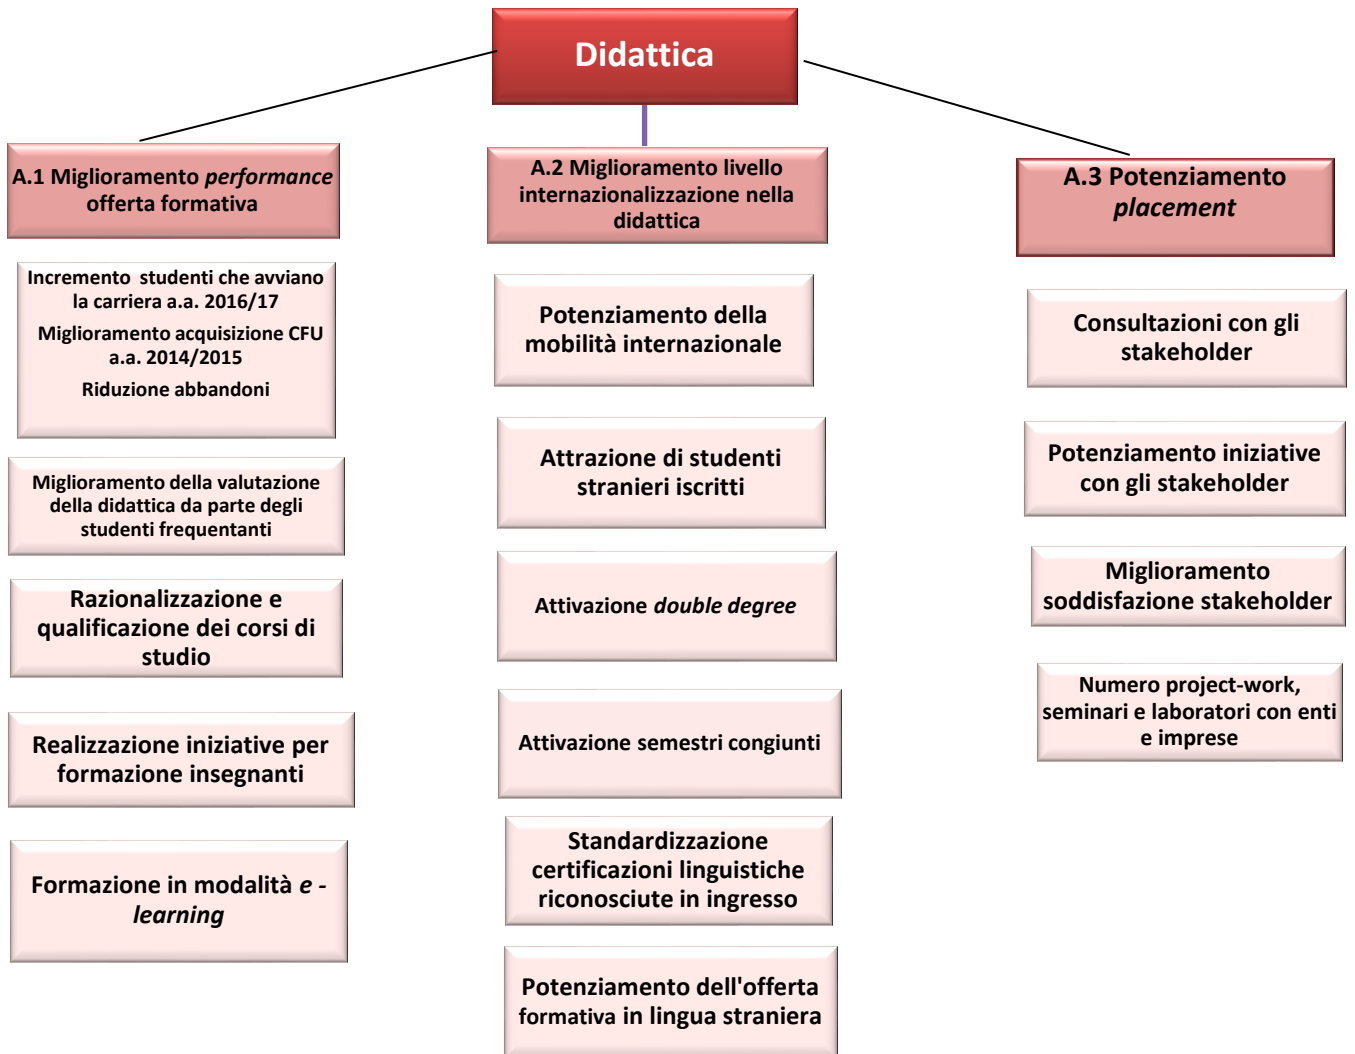 Didattica
A.1 Miglioramento performance
offerta formativa
Incremento studenti che avviano
la carriera a.a. 2016/17
Miglioramento acquisizione CFU
a.a. 2014/2015
Riduzione abbandoni
Miglioramento della valutazione
della didattica da parte degli
studenti frequentanti
Razionalizzazione e
qualificazione dei corsi di
studio
Realizzazione iniziative per
formazione insegnanti
Formazione in modalità e -
learning
A.2 Miglioramento livello
internazionalizzazione nella
didattica
Potenziamento della
mobilità internazionale
Attrazione di studenti
stranieri iscritti
Attivazione double degree
Attivazione semestri congiunti
Standardizzazione
certificazioni linguistiche
riconosciute in ingresso
Potenziamento dell'offerta
formativa in lingua straniera
A.3 Potenziamento
placement
Consultazioni con gli
stakeholder
Potenziamento iniziative
con gli stakeholder
Miglioramento
soddisfazione stakeholder
Numero project-work,
seminari e laboratori con enti
e imprese